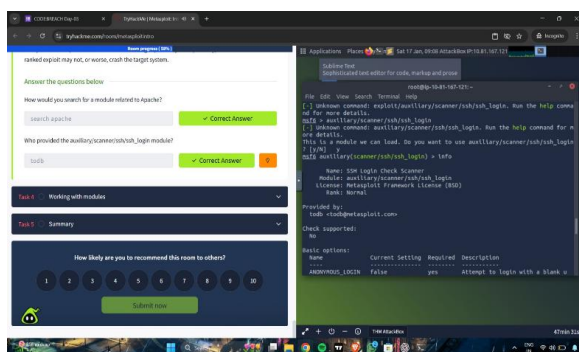 CODEBREACH Day-05
TryHackMe | Metasploit: Int
tryhackme.com/room/metasploitintro
Incognito
Room progress ( 58% )
ranked exploit may not, or worse, crash the target system.
Answer the questions below
How would you search for a module related to Apache?
search apache
✓ Correct Answer
Who provided the auxiliary/scanner/ssh/ssh_login module?
todb
✓ Correct Answer
Task 4
Working with modules
Task 5
Summary
How likely are you to recommend this room to others?
1 2 3 4 5 6 7 8 9 10
Submit now
Applications Places
Sat 17 Jan, 08:08 AttackBox IP:10.81.167.121
Sublime Text
Sophisticated text editor for code, markup and prose
root@ip-10-81-167-121: ~
File Edit View Search Terminal Help
[-] Unknown command: exploit/auxiliary/scanner/ssh/ssh_login. Run the help comma
nd for more details.
msf6 > auxiliary/scanner/ssh/ssh_login
[-] Unknown command: auxiliary/scanner/ssh/ssh_login. Run the help command for m
ore details.
This is a module we can load. Do you want to use auxiliary/scanner/ssh/ssh_login
? [y/N] y
msf6 auxiliary(scanner/ssh/ssh_login) > info
Name: SSH Login Check Scanner
Module: auxiliary/scanner/ssh/ssh_login
License: Metasploit Framework License (BSD)
Rank: Normal
Provided by:
todb <todb@metasploit.com>
Check supported:
No
Basic options:
Name Current Setting Required Description
---- --------------- -------- -----------
ANONYMOUS_LOGIN false yes Attempt to login with a blank u
THM AttackBox
47min 31s
ENG
IN